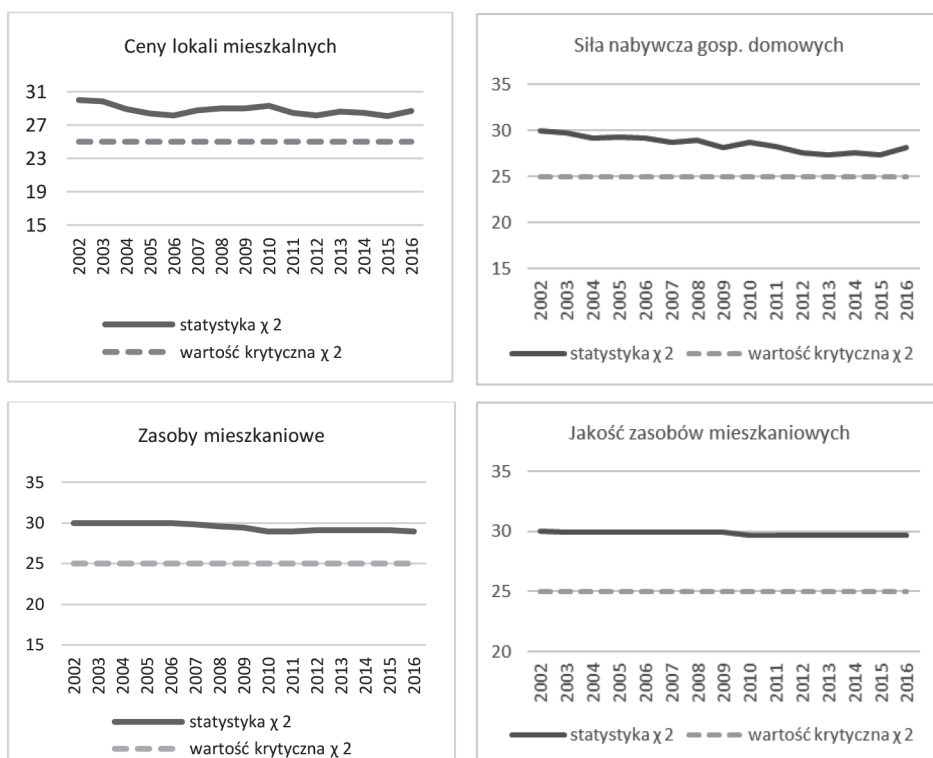 Ceny lokali mieszkalnych
31
27
23
19
15
2002 2003 2004 2005 2006 2007 2008 2009 2010 2011 2012 2013 2014 2015 2016
statystyka χ 2
wartość krytyczna χ 2
Siła nabywcza gosp. domowych
35
30
25
20
15
2002 2003 2004 2005 2006 2007 2008 2009 2010 2011 2012 2013 2014 2015 2016
statystyka χ 2 wartość krytyczna χ 2
Zasoby mieszkaniowe
35
30
25
20
15
2002 2003 2004 2005 2006 2007 2008 2009 2010 2011 2012 2013 2014 2015 2016
statystyka χ 2
wartość krytyczna χ 2
Jakość zasobów mieszkaniowych
35
30
25
20
2002 2003 2004 2005 2006 2007 2008 2009 2010 2011 2012 2013 2014 2015 2016
statystyka χ 2 wartość krytyczna χ 2